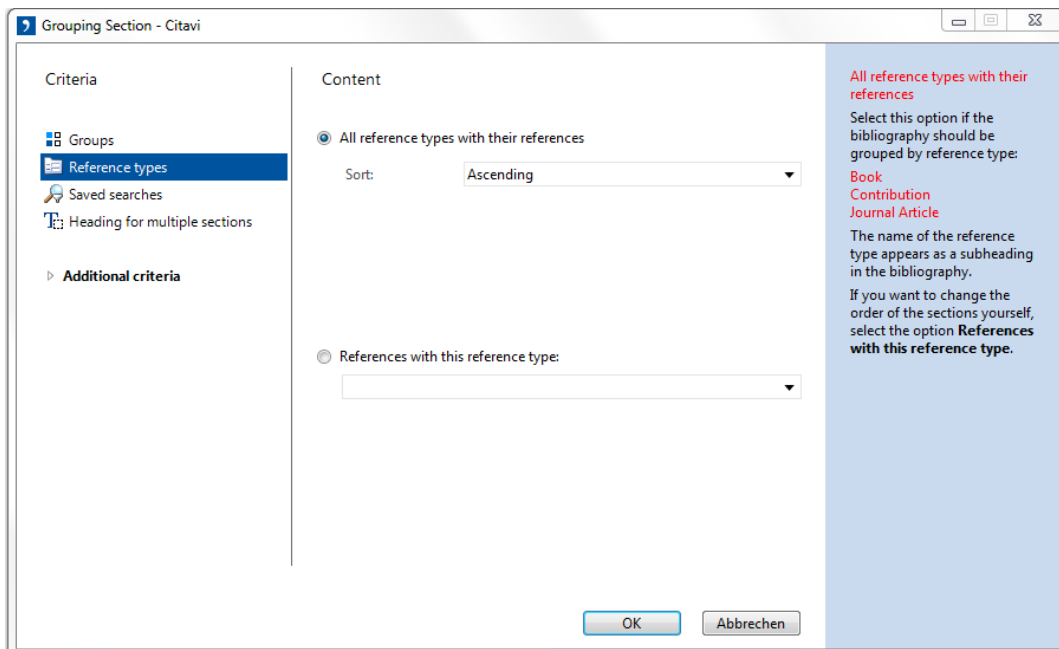 Grouping Section - Citavi
Criteria
Groups
Reference types
Saved searches
Heading for multiple sections
Additional criteria
Content
All reference types with their references
Sort: Ascending
References with this reference type:
OK Abbrechen
All reference types with their
references
Select this option if the
bibliography should be
grouped by reference type:
Book
Contribution
Journal Article
The name of the reference
type appears as a subheading
in the bibliography.
If you want to change the
order of the sections yourself,
select the option References
with this reference type.